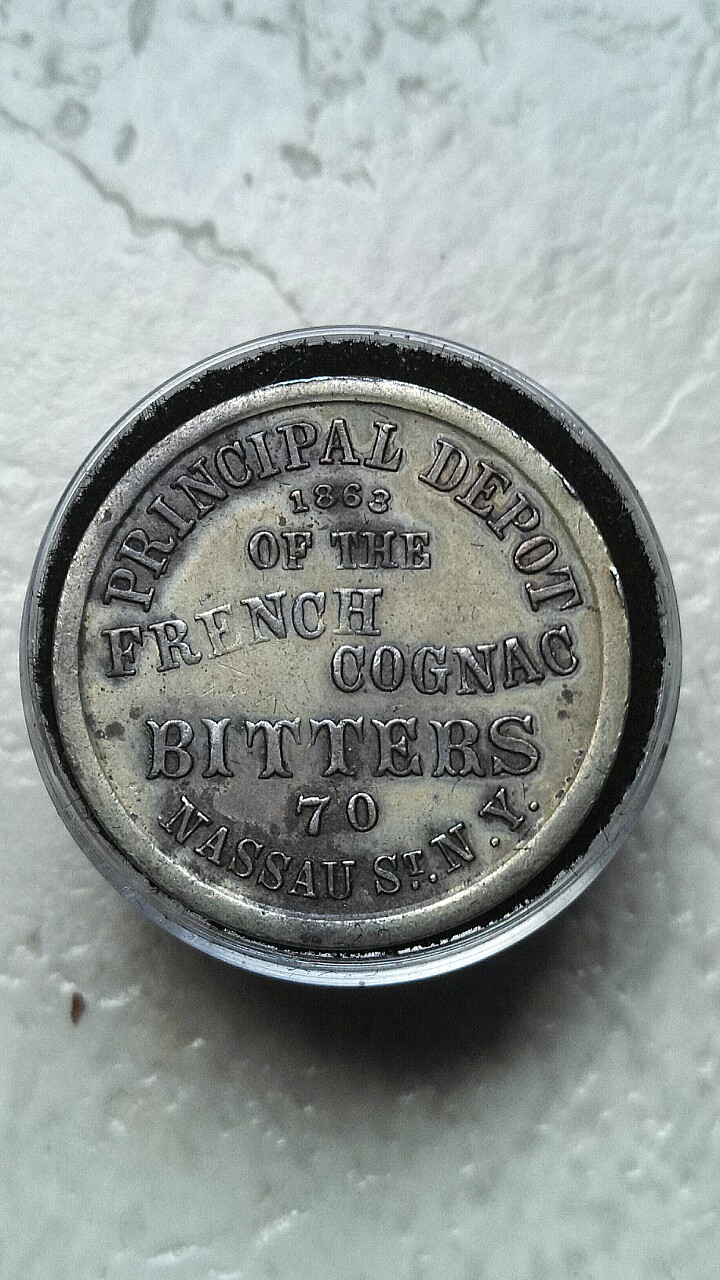 PRINCIPAL DEPOT
1863
OF THE
FRENCH
COGNAC
BITTERS
70
NASSAU ST. N.Y.